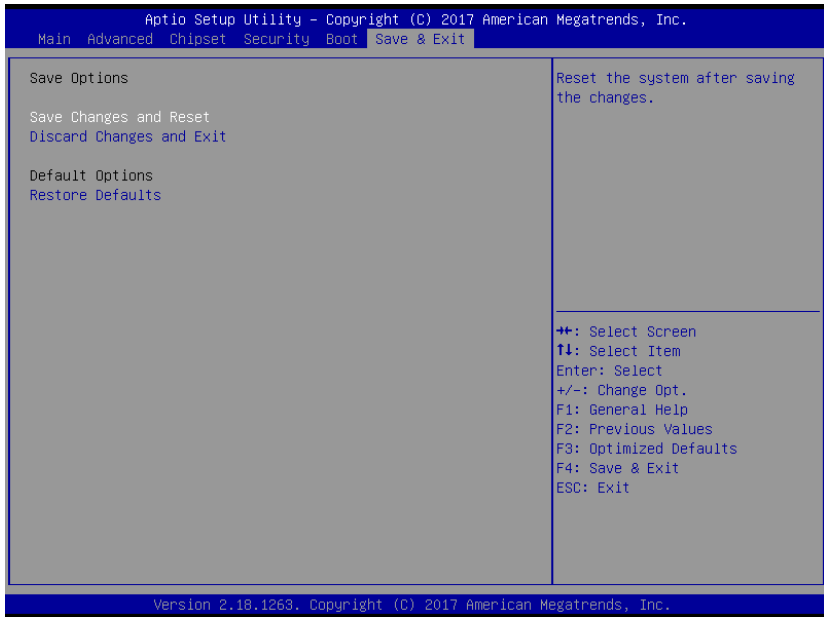 Aptio Setup Utility – Copyright (C) 2017 American Megatrends, Inc.
Main Advanced Chipset Security Boot Save & Exit
Save Options
Save Changes and Reset
Discard Changes and Exit
Default Options
Restore Defaults
Reset the system after saving
the changes.
→←: Select Screen
↑↓: Select Item
Enter: Select
+/-: Change Opt.
F1: General Help
F2: Previous Values
F3: Optimized Defaults
F4: Save & Exit
ESC: Exit
Version 2.18.1263. Copyright (C) 2017 American Megatrends, Inc.